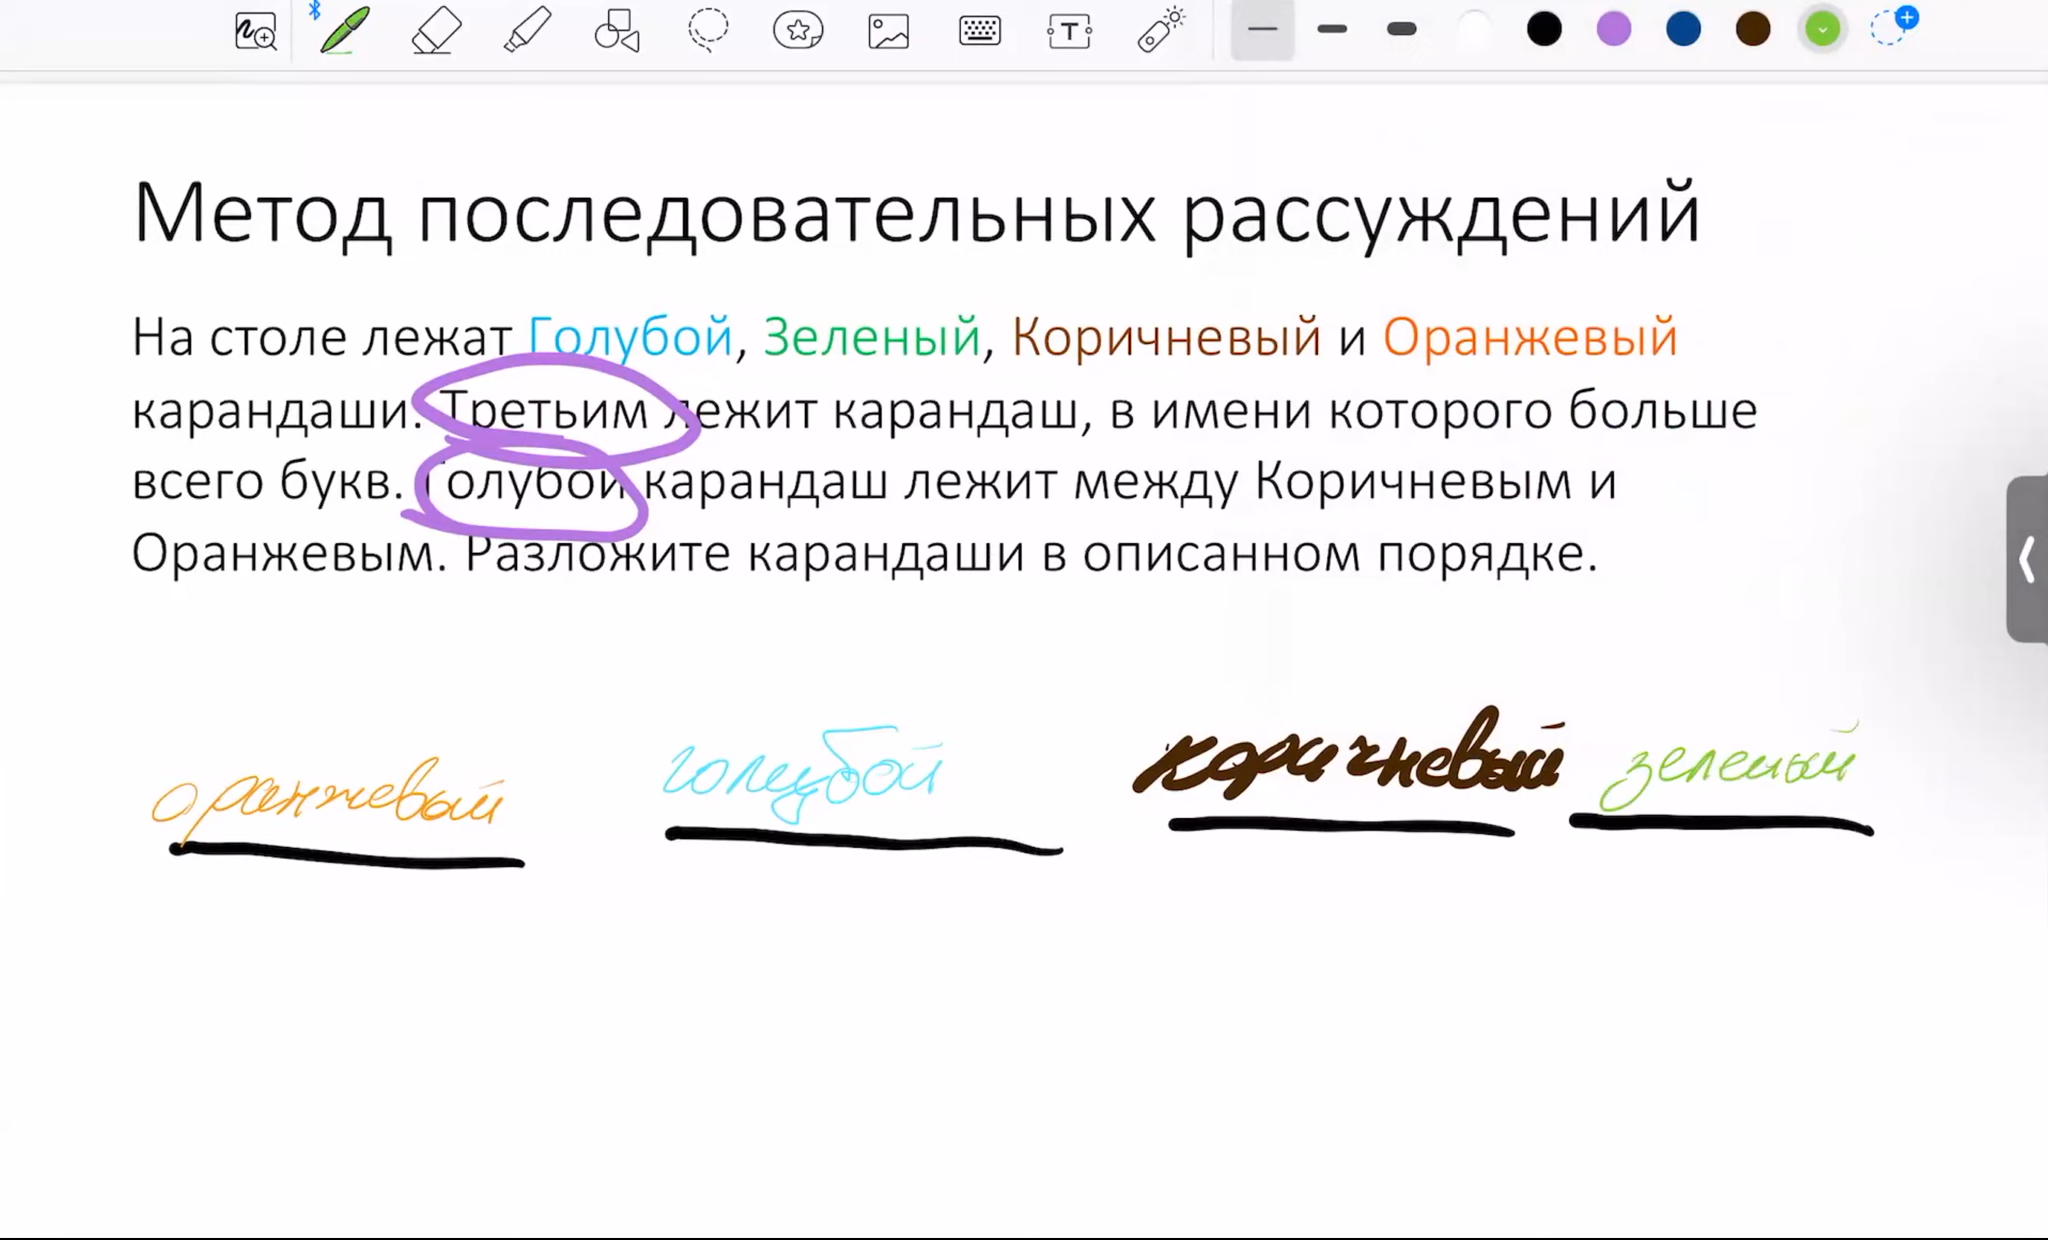 Метод последовательных рассуждений
На столе лежат Голубой, Зеленый, Коричневый и Оранжевый
карандаши. Третьим лежит карандаш, в имени которого больше
всего букв. Голубой карандаш лежит между Коричневым и
Оранжевым. Разложите карандаши в описанном порядке.
оранжевый голубой коричневый зеленый